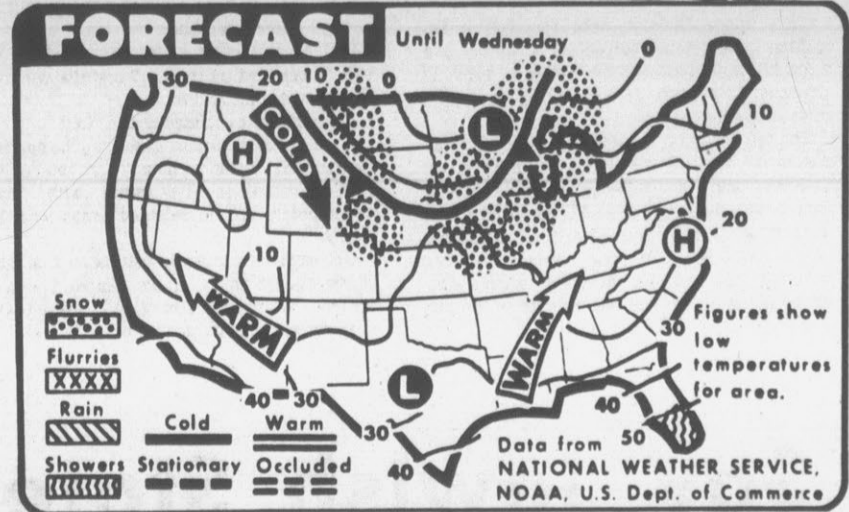 FORECAST
Until Wednesday
30 20 10 0 0
10
COLD
H
L
H
20
10
WARM
WARM
L
30
40 30
30
40
40
50
Snow
Flurries
Rain
Showers
Cold Warm
Stationary Occluded
Figures show
low
temperatures
for area.
Data from
NATIONAL WEATHER SERVICE,
NOAA, U.S. Dept. of Commerce